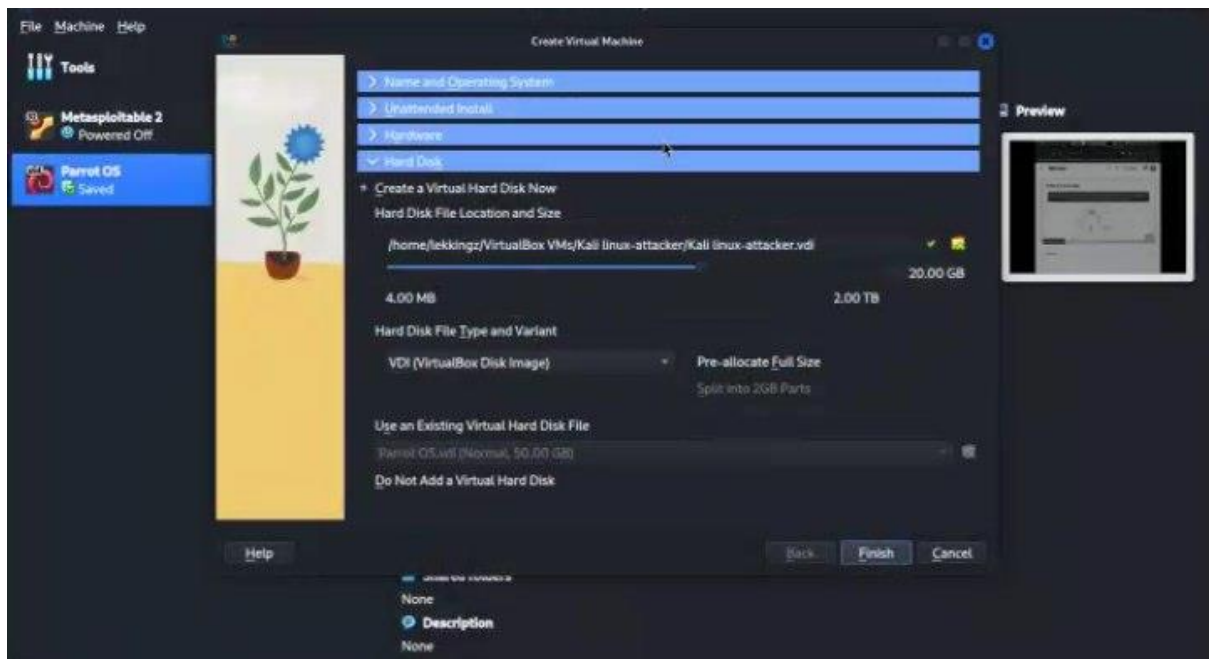 File Machine Help
Tools
Metasploitable 2
Powered Off
Parrot OS
Saved
Create Virtual Machine
Name and Operating System
Unattended Install
Hardware
Hard Disk
Create a Virtual Hard Disk Now
Hard Disk File Location and Size
/home/lekkingz/VirtualBox VMs/Kali linux-attacker/Kali linux-attacker.vdi
20.00 GB
4.00 MB 2.00 TB
Hard Disk File Type and Variant
VDI (VirtualBox Disk Image) Pre-allocate Full Size
Split into 2GB Parts
Use an Existing Virtual Hard Disk File
Parrot OS.vdi (Normal, 50.00 GB)
Do Not Add a Virtual Hard Disk
Help Back Finish Cancel
Preview
Shared folders
None
Description
None